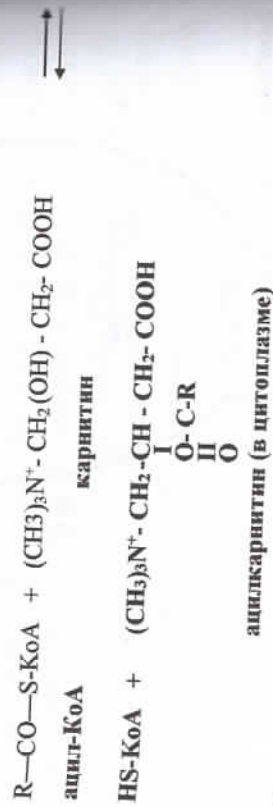 R—CO—S-KoA + (CH3)₃N⁺- CH₂(OH) - CH₂- COOH ⇄
ацил-КоА карнитин
HS-KoA + (CH₃)₃N⁺- CH₂ -CH - CH₂- COOH
I
O- C-R
II
O
ацилкарнитин (в цитоплазме)